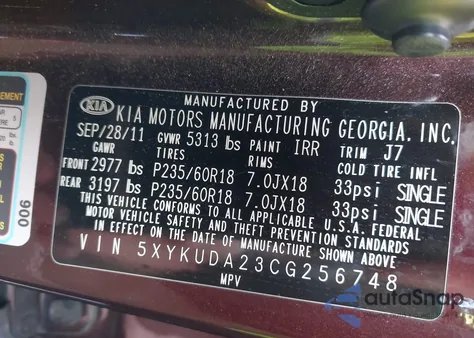 MANUFACTURED BY
KIA KIA MOTORS MANUFACTURING GEORGIA, INC.
SEP/28/11 GVWR 5313 lbs PAINT IRR TRIM J7
GAWR TIRES RIMS COLD TIRE INFL
FRONT 2977 lbs P235/60R18 7.0JX18 33psi SINGLE
REAR 3197 lbs P235/60R18 7.0JX18 33psi SINGLE
THIS VEHICLE CONFORMS TO ALL APPLICABLE U.S.A. FEDERAL
MOTOR VEHICLE SAFETY AND THEFT PREVENTION STANDARDS
IN EFFECT ON THE DATE OF MANUFACTURE SHOWN ABOVE.
VIN 5XYKUDA23CG256748
MPV
006
autoSnap